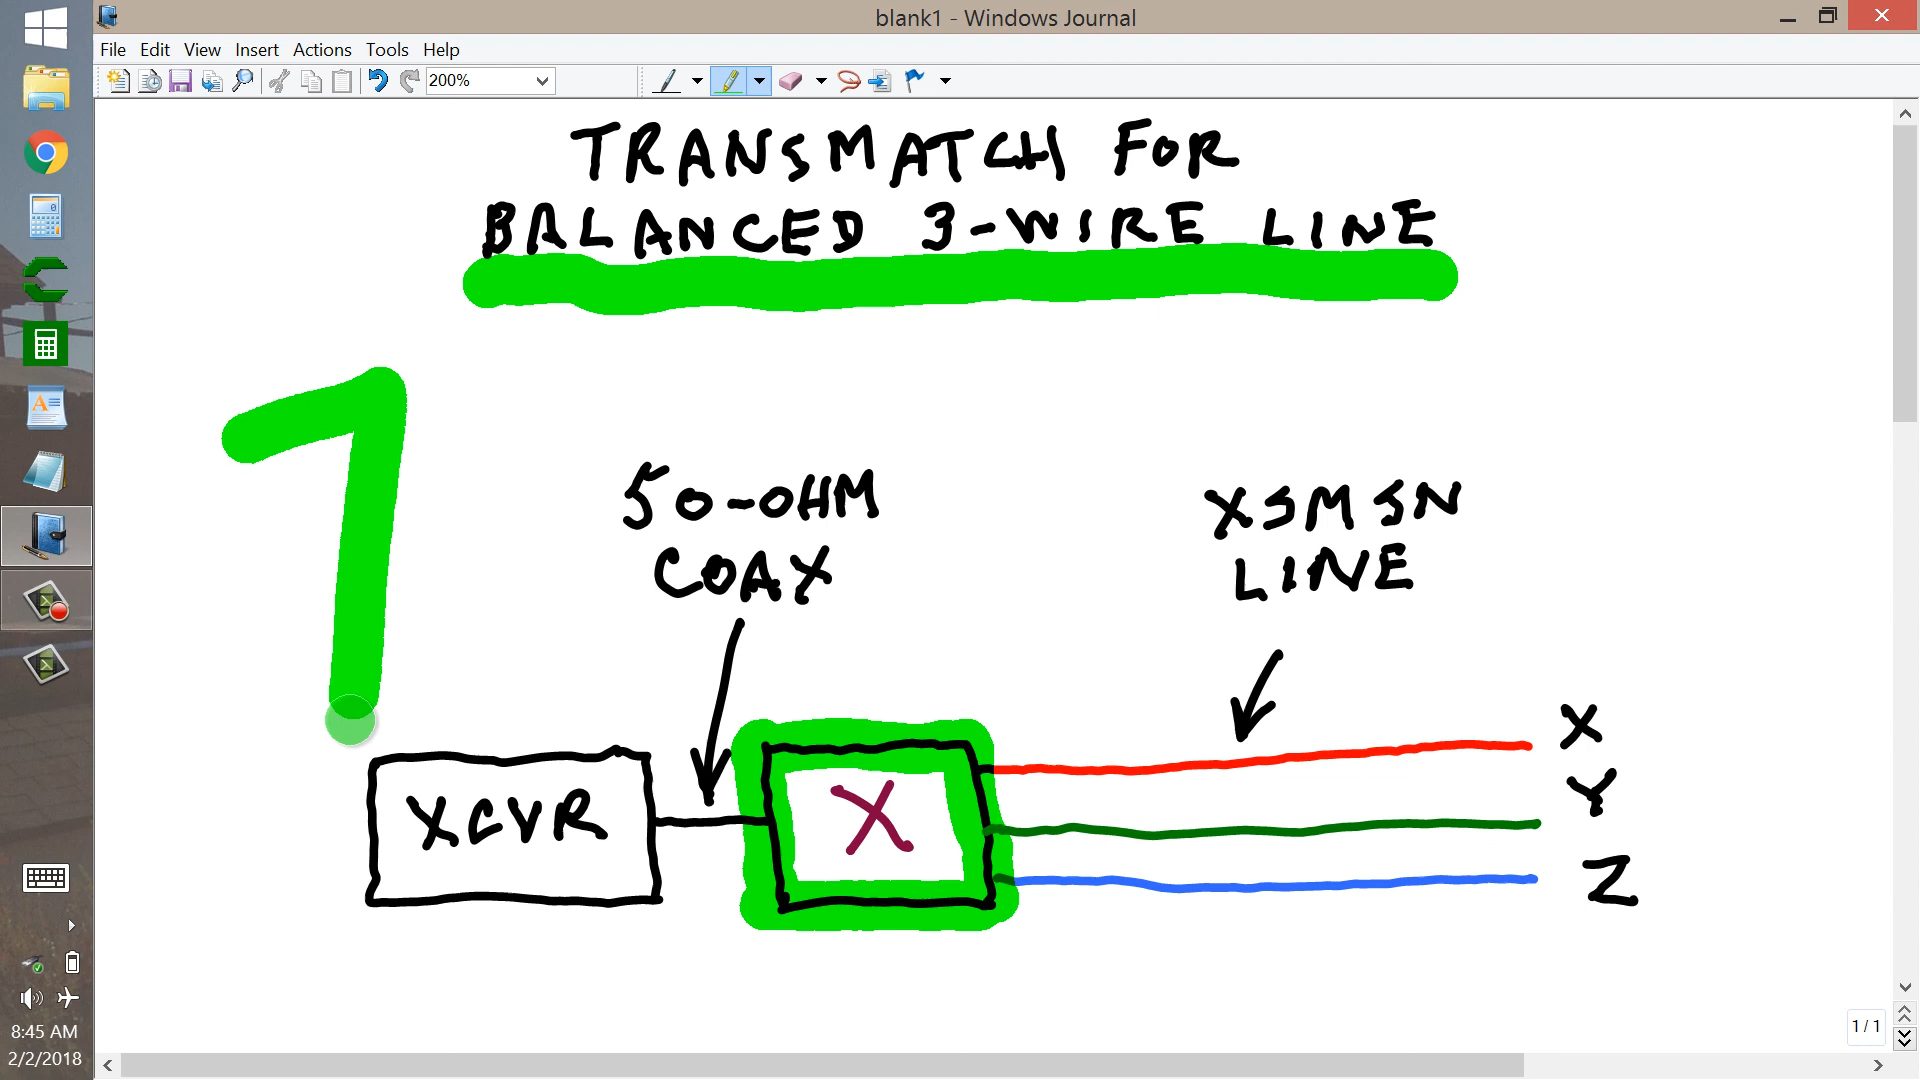 blank1 - Windows Journal
File Edit View Insert Actions Tools Help
200%
TRANSMATCH FOR
BALANCED 3-WIRE LINE
1
50-OHM
COAX
XSMSN
LINE
XCVR
X
X
Y
Z
1 / 1
8:45 AM
2/2/2018